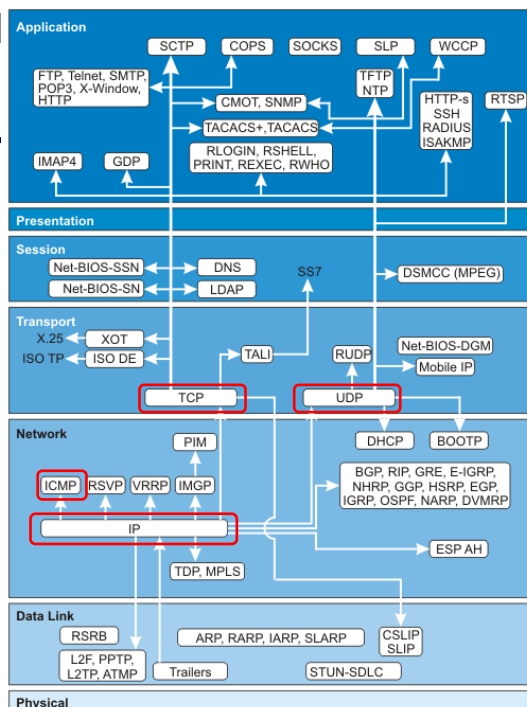 Application
SCTP
COPS
SOCKS
SLP
WCCP
FTP, Telnet, SMTP,
POP3, X-Window,
HTTP
TFTP
NTP
CMOT, SNMP
HTTP-s
SSH
RADIUS
ISAKMP
RTSP
TACACS+,TACACS
RLOGIN, RSHELL,
PRINT, REXEC, RWHO
IMAP4
GDP
Presentation
Session
Net-BIOS-SSN
DNS
SS7
DSMCC (MPEG)
Net-BIOS-SN
LDAP
Transport
X.25
XOT
ISO TP
ISO DE
TALI
RUDP
Net-BIOS-DGM
Mobile IP
TCP
UDP
Network
PIM
DHCP
BOOTP
ICMP
RSVP
VRRP
IMGP
BGP, RIP, GRE, E-IGRP,
NHRP, GGP, HSRP, EGP,
IGRP, OSPF, NARP, DVMRP
IP
ESP AH
TDP, MPLS
Data Link
RSRB
ARP, RARP, IARP, SLARP
CSLIP
SLIP
L2F, PPTP,
L2TP, ATMP
Trailers
STUN-SDLC
Physical